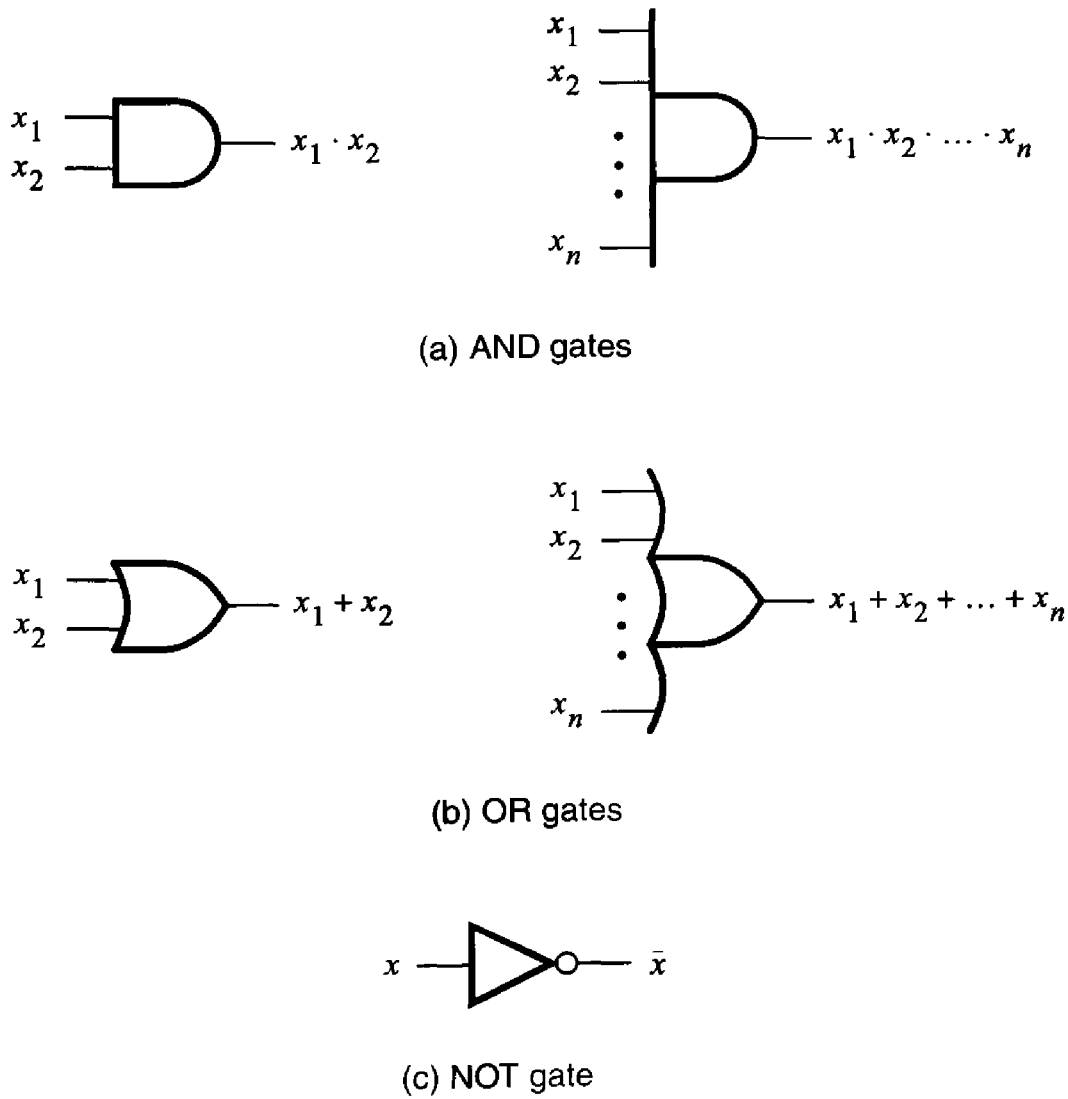 x₁
x₂
x₁ · x₂
x₁
x₂
xₙ
x₁ · x₂ · … · xₙ
(a) AND gates
x₁
x₂
x₁ + x₂
x₁
x₂
xₙ
x₁ + x₂ + … + xₙ
(b) OR gates
x
x̄
(c) NOT gate